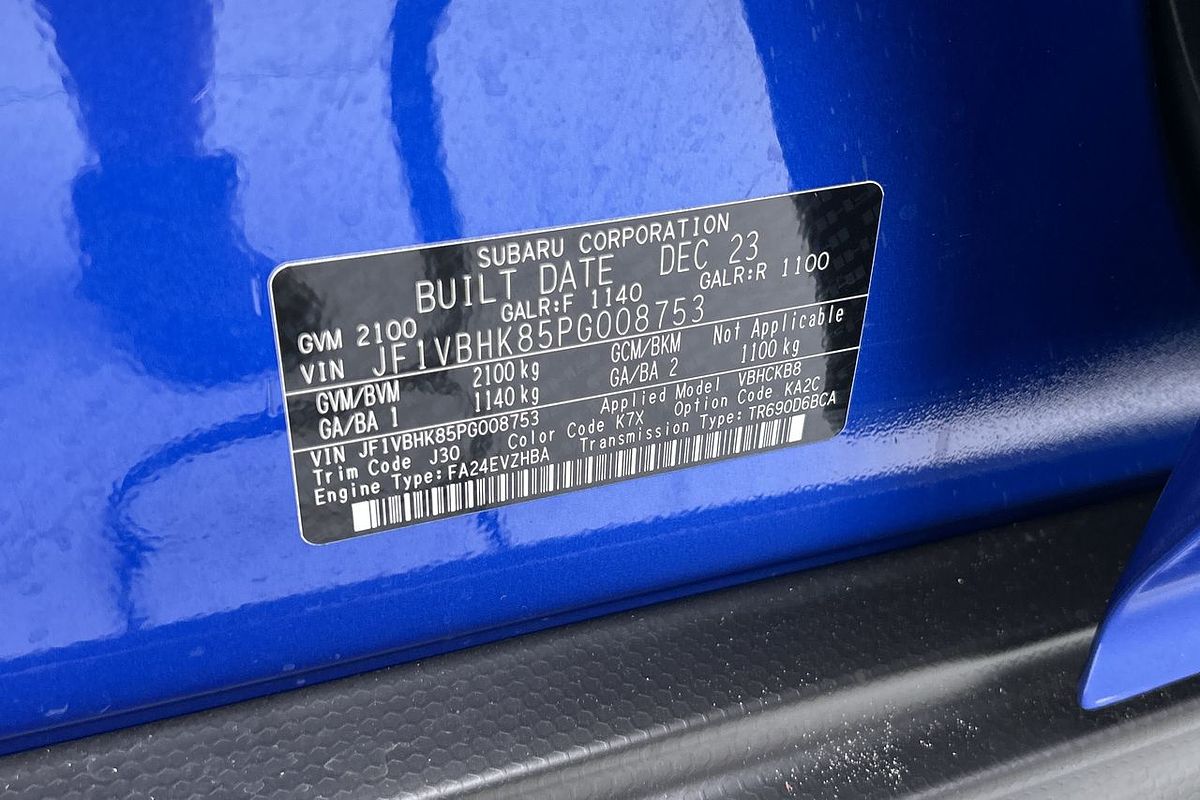 SUBARU CORPORATION
BUILT DATE DEC 23
GVM 2100 GALR:F 1140 GALR:R 1100
VIN JF1VBHK85PG008753
GVM/BVM 2100 kg GCM/BKM Not Applicable
GA/BA 1 1140 kg GA/BA 2 1100 kg
VIN JF1VBHK85PG008753 Applied Model VBHCKB8
Trim Code J30 Color Code K7X Option Code KA2C
Engine Type:FA24EVZHBA Transmission Type:TR690D6BCA